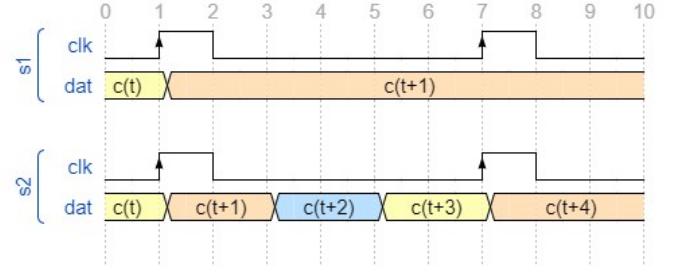 0 1 2 3 4 5 6 7 8 9 10
s1
clk
dat c(t) c(t+1)
s2
clk
dat c(t) c(t+1) c(t+2) c(t+3) c(t+4)